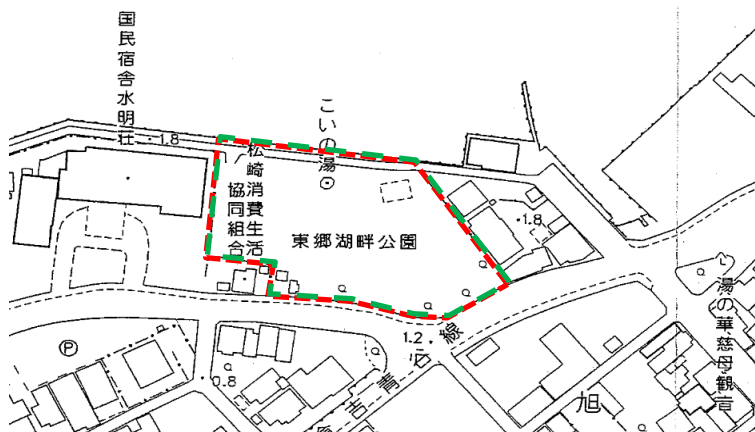 国民宿舎水明荘
・1.8
こいの湯
松崎消費生活
協同組合
東郷湖畔公園
・1.8
湯の華慈母観音
1.2・
線
P
0.8
旭